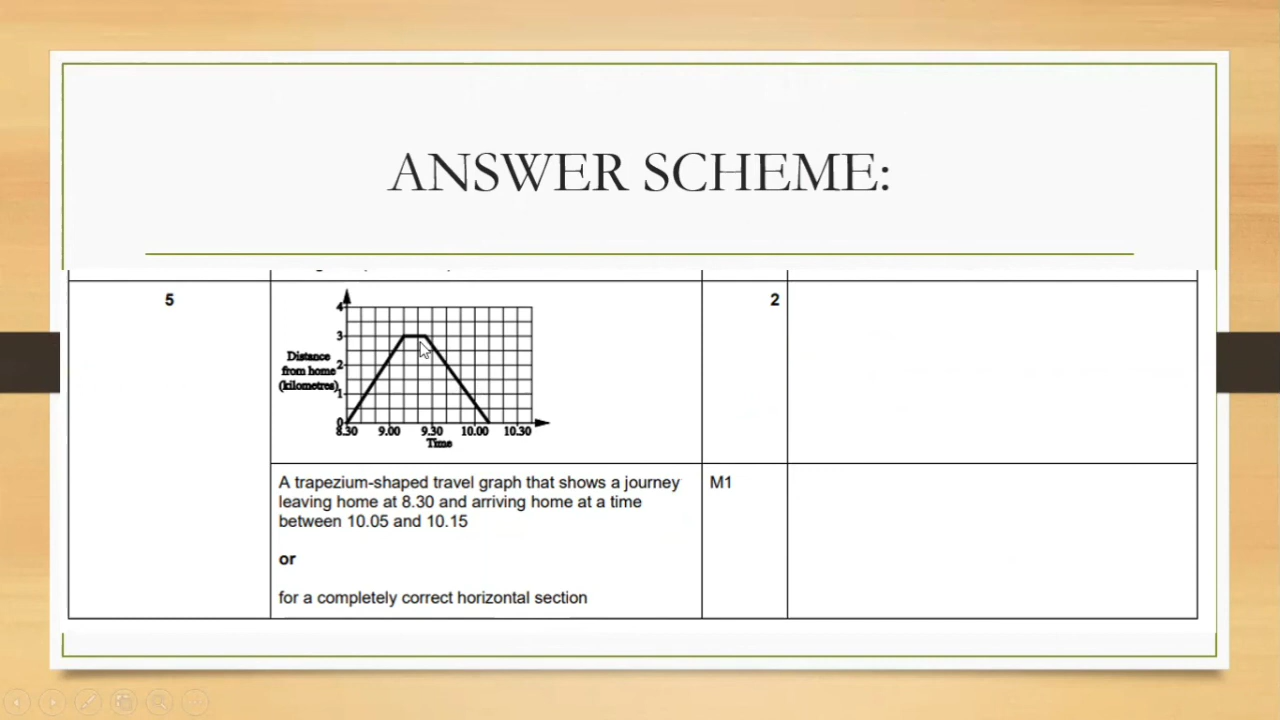 ANSWER SCHEME:
5
2
4
3
2
1
0
Distance
from home
(kilometres)
8.30 9.00 9.30 10.00 10.30
Time
A trapezium-shaped travel graph that shows a journey
leaving home at 8.30 and arriving home at a time
between 10.05 and 10.15
M1
or
for a completely correct horizontal section